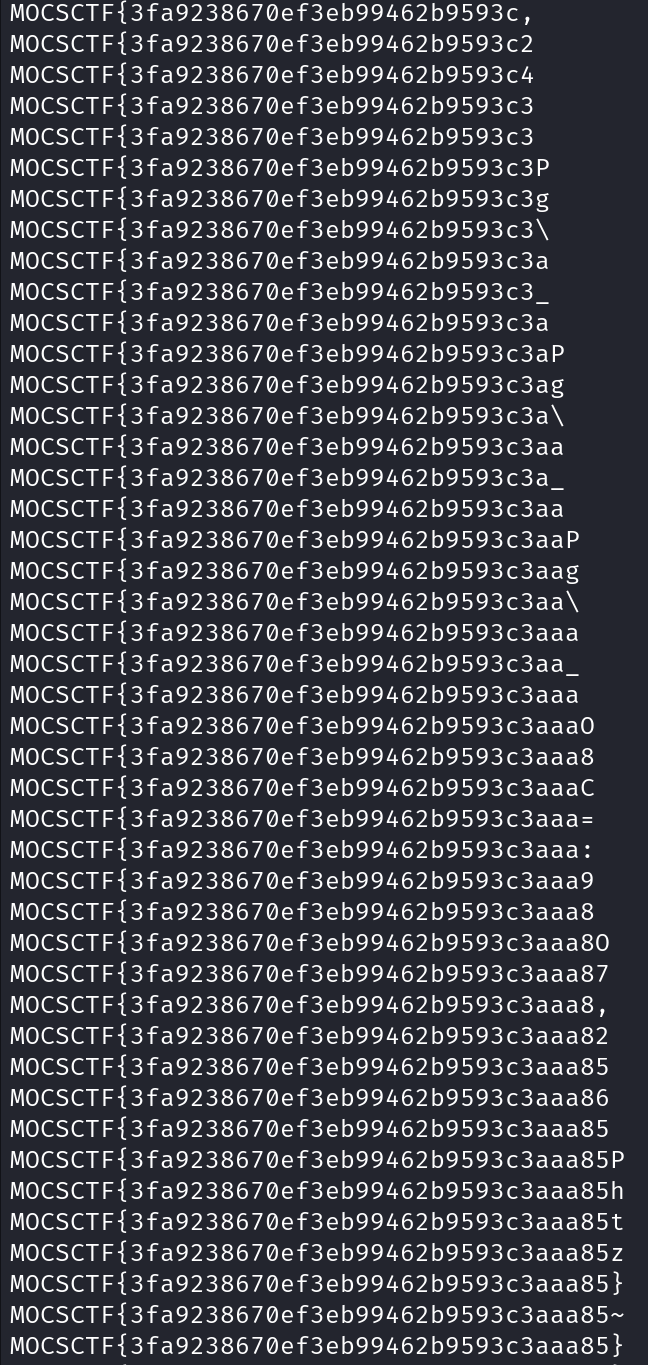 MOCSCTF{3fa9238670ef3eb99462b9593c,
MOCSCTF{3fa9238670ef3eb99462b9593c2
MOCSCTF{3fa9238670ef3eb99462b9593c4
MOCSCTF{3fa9238670ef3eb99462b9593c3
MOCSCTF{3fa9238670ef3eb99462b9593c3
MOCSCTF{3fa9238670ef3eb99462b9593c3P
MOCSCTF{3fa9238670ef3eb99462b9593c3g
MOCSCTF{3fa9238670ef3eb99462b9593c3\
MOCSCTF{3fa9238670ef3eb99462b9593c3a
MOCSCTF{3fa9238670ef3eb99462b9593c3_
MOCSCTF{3fa9238670ef3eb99462b9593c3a
MOCSCTF{3fa9238670ef3eb99462b9593c3aP
MOCSCTF{3fa9238670ef3eb99462b9593c3ag
MOCSCTF{3fa9238670ef3eb99462b9593c3a\
MOCSCTF{3fa9238670ef3eb99462b9593c3aa
MOCSCTF{3fa9238670ef3eb99462b9593c3a_
MOCSCTF{3fa9238670ef3eb99462b9593c3aa
MOCSCTF{3fa9238670ef3eb99462b9593c3aaP
MOCSCTF{3fa9238670ef3eb99462b9593c3aag
MOCSCTF{3fa9238670ef3eb99462b9593c3aa\
MOCSCTF{3fa9238670ef3eb99462b9593c3aaa
MOCSCTF{3fa9238670ef3eb99462b9593c3aa_
MOCSCTF{3fa9238670ef3eb99462b9593c3aaa
MOCSCTF{3fa9238670ef3eb99462b9593c3aaaO
MOCSCTF{3fa9238670ef3eb99462b9593c3aaa8
MOCSCTF{3fa9238670ef3eb99462b9593c3aaaC
MOCSCTF{3fa9238670ef3eb99462b9593c3aaa=
MOCSCTF{3fa9238670ef3eb99462b9593c3aaa:
MOCSCTF{3fa9238670ef3eb99462b9593c3aaa9
MOCSCTF{3fa9238670ef3eb99462b9593c3aaa8
MOCSCTF{3fa9238670ef3eb99462b9593c3aaa8O
MOCSCTF{3fa9238670ef3eb99462b9593c3aaa87
MOCSCTF{3fa9238670ef3eb99462b9593c3aaa8,
MOCSCTF{3fa9238670ef3eb99462b9593c3aaa82
MOCSCTF{3fa9238670ef3eb99462b9593c3aaa85
MOCSCTF{3fa9238670ef3eb99462b9593c3aaa86
MOCSCTF{3fa9238670ef3eb99462b9593c3aaa85
MOCSCTF{3fa9238670ef3eb99462b9593c3aaa85P
MOCSCTF{3fa9238670ef3eb99462b9593c3aaa85h
MOCSCTF{3fa9238670ef3eb99462b9593c3aaa85t
MOCSCTF{3fa9238670ef3eb99462b9593c3aaa85z
MOCSCTF{3fa9238670ef3eb99462b9593c3aaa85}
MOCSCTF{3fa9238670ef3eb99462b9593c3aaa85~
MOCSCTF{3fa9238670ef3eb99462b9593c3aaa85}